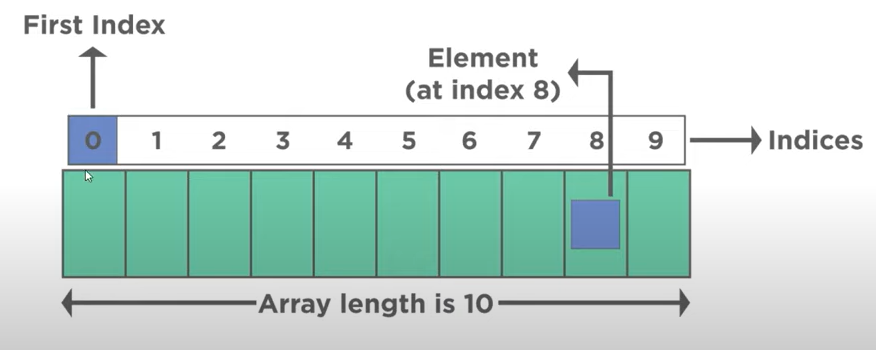 First Index
Element
(at index 8)
0 1 2 3 4 5 6 7 8 9
Indices
Array length is 10